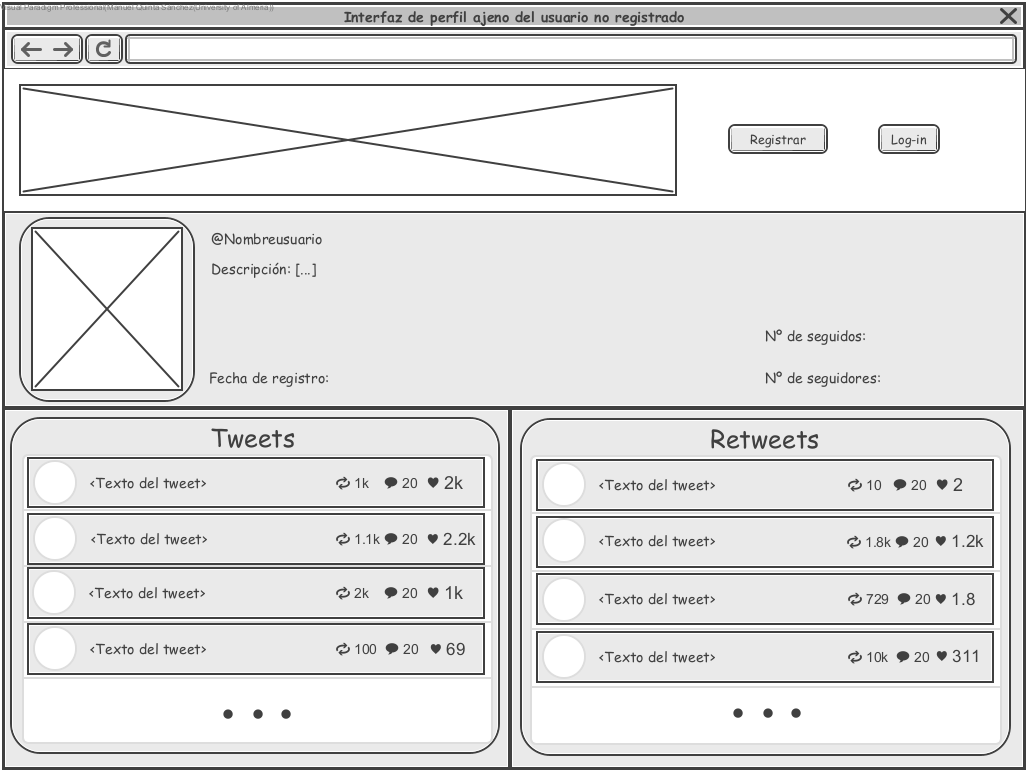 Visual Paradigm Professional(Manuel Quinta Sanchez(University of Almeria))
Interfaz de perfil ajeno del usuario no registrado
Registrar
Log-in
@Nombreusuario
Descripción: [...]
Nº de seguidos:
Fecha de registro:
Nº de seguidores:
Tweets
<Texto del tweet> 1k 20 2k
<Texto del tweet> 1.1k 20 2.2k
<Texto del tweet> 2k 20 1k
<Texto del tweet> 100 20 69
Retweets
<Texto del tweet> 10 20 2
<Texto del tweet> 1.8k 20 1.2k
<Texto del tweet> 729 20 1.8
<Texto del tweet> 10k 20 311